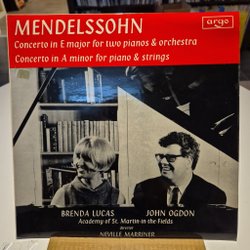 MENDELSSOHN
argo
Concerto in E major for two pianos & orchestra
Concerto in A minor for piano & strings
BRENDA LUCAS JOHN OGDON
Academy of St. Martin-in the Fields
director
NEVILLE MARRINER